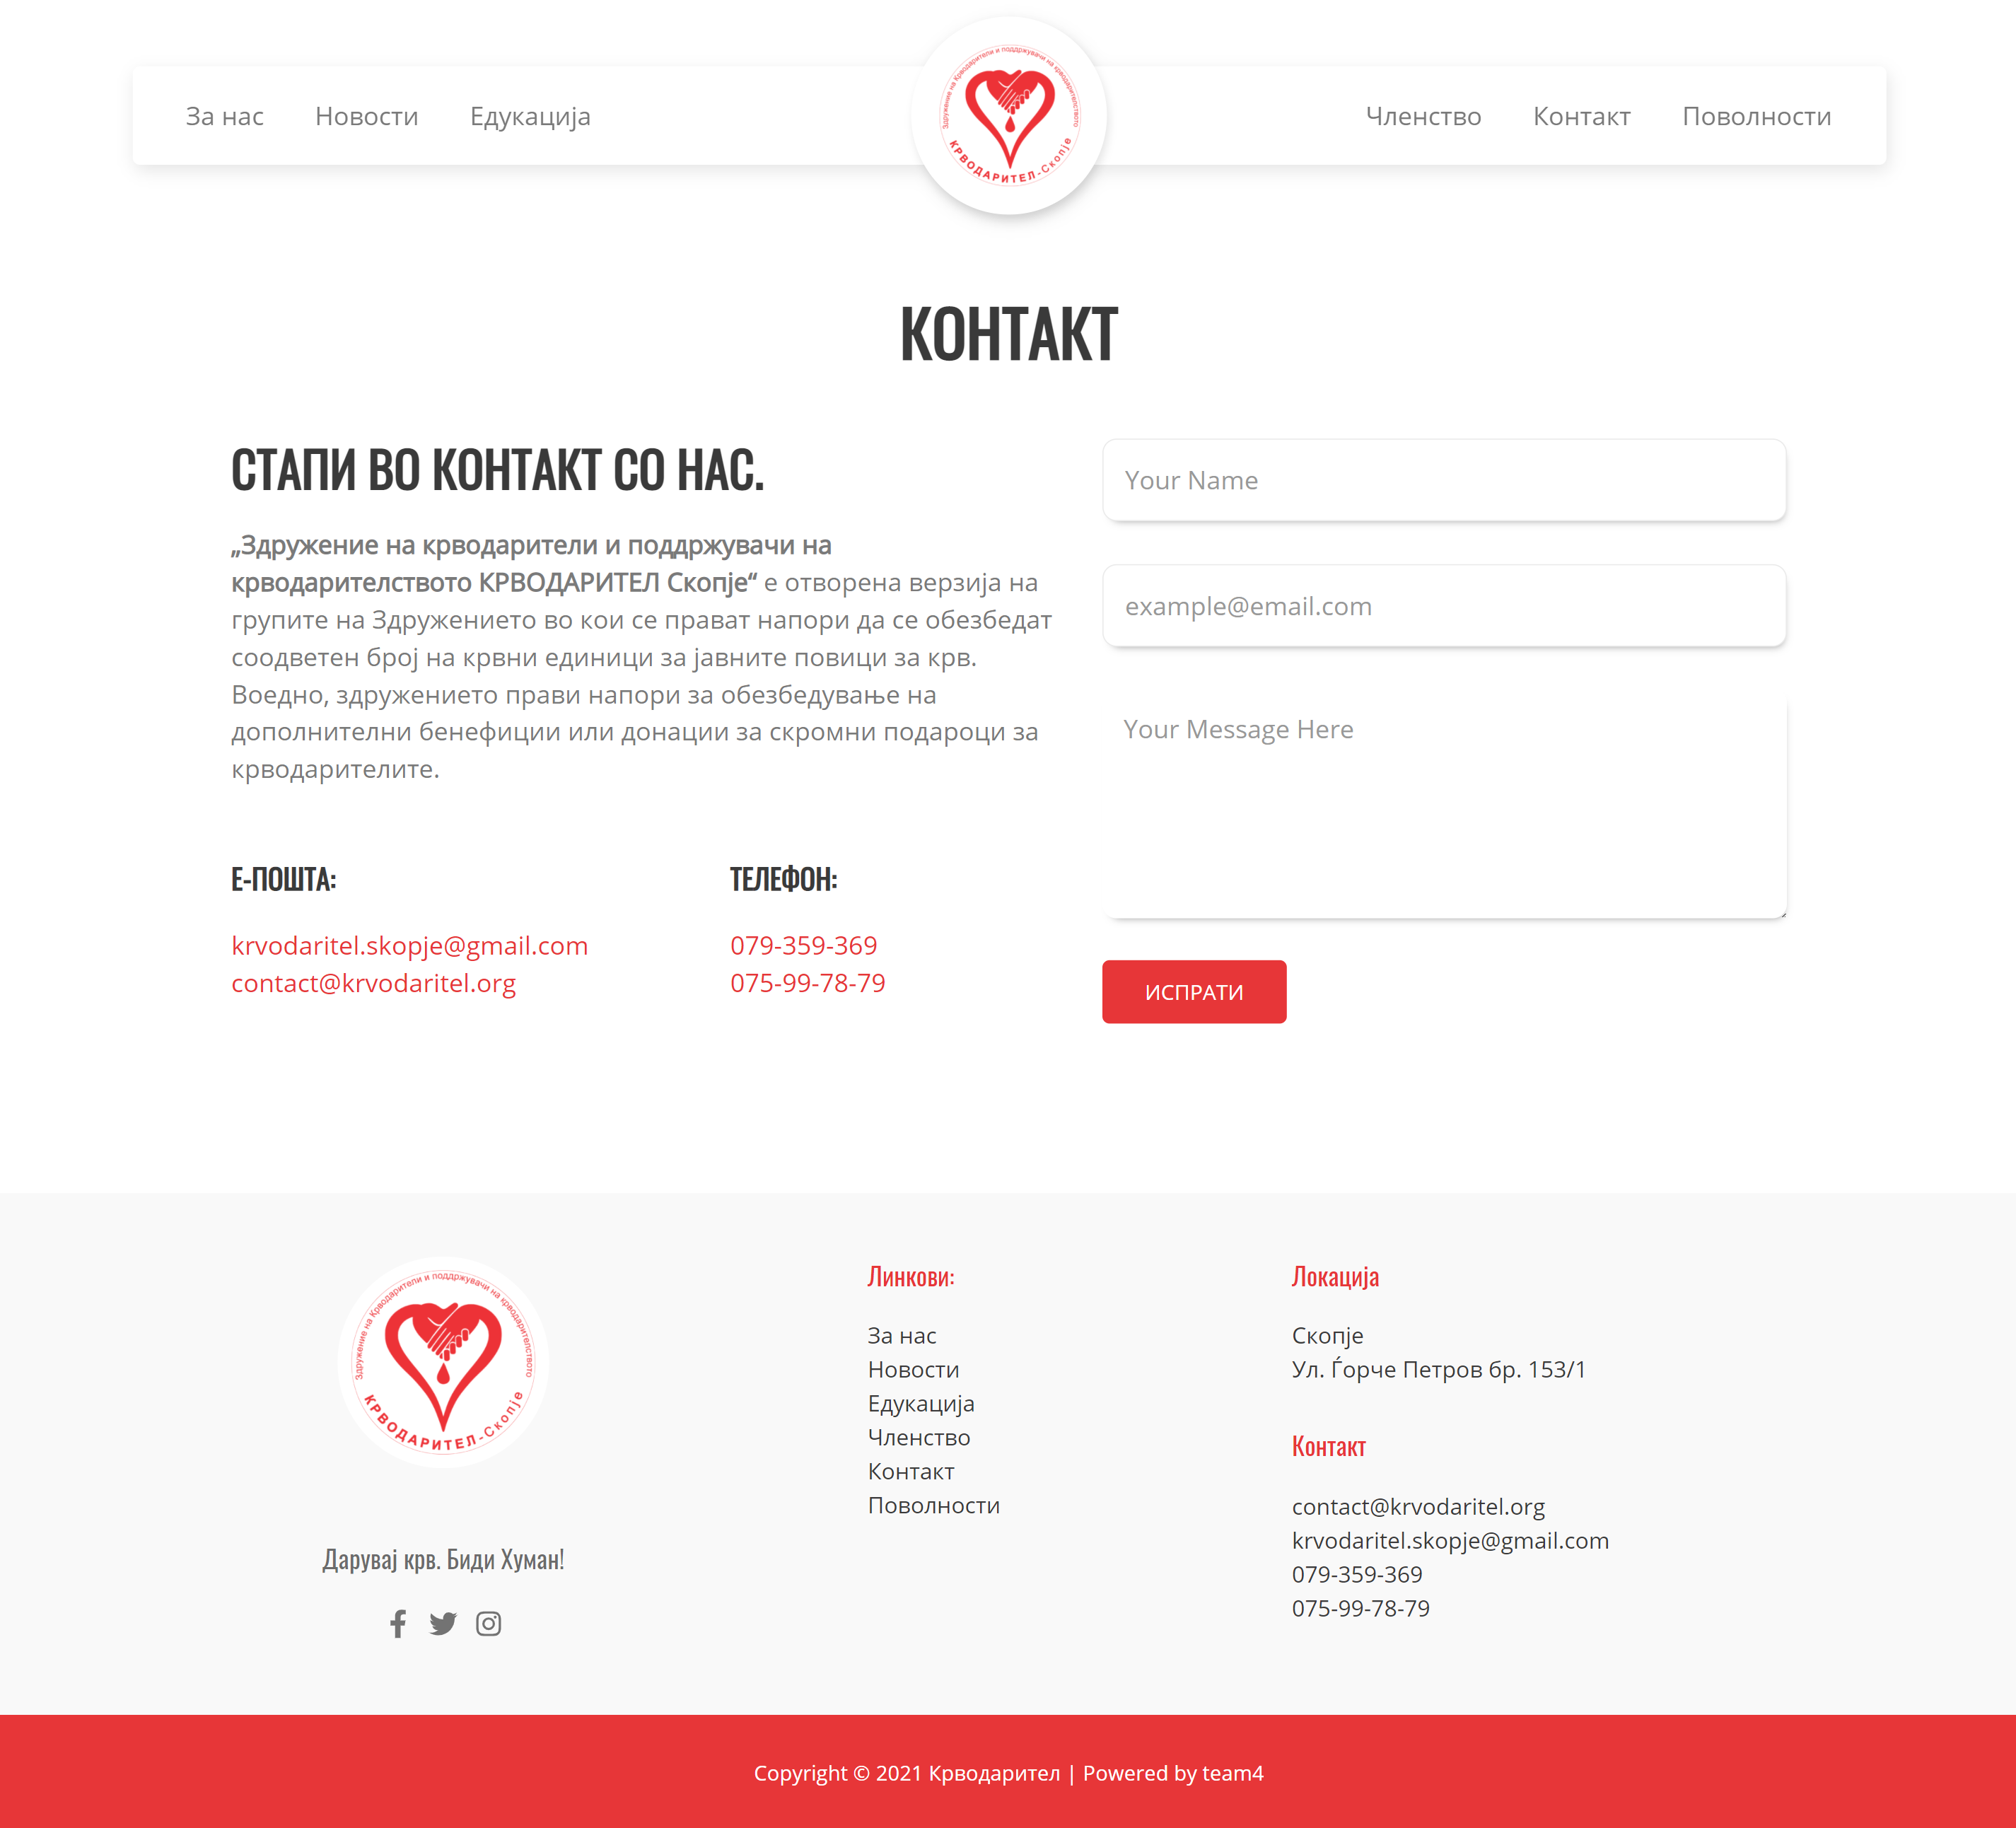 За нас
Новости
Едукација
Здружение на Крводарители и поддржувачи на крводарителството
КРВОДАРИТЕЛ-Скопје
Членство
Контакт
Поволности
КОНТАКТ
СТАПИ ВО КОНТАКТ СО НАС.
„Здружение на крводарители и поддржувачи на
крводарителството КРВОДАРИТЕЛ Скопје“ е отворена верзија на
групите на Здружението во кои се прават напори да се обезбедат
соодветен број на крвни единици за јавните повици за крв.
Воедно, здружението прави напори за обезбедување на
дополнителни бенефиции или донации за скромни подароци за
крводарителите.
Е-ПОШТА:
krvodaritel.skopje@gmail.com
contact@krvodaritel.org
ТЕЛЕФОН:
079-359-369
075-99-78-79
Your Name
example@email.com
Your Message Here
ИСПРАТИ
Здружение на Крводарители и поддржувачи на крводарителството
КРВОДАРИТЕЛ-Скопје
Дарувај крв. Биди Хуман!
Линкови:
За нас
Новости
Едукација
Членство
Контакт
Поволности
Локација
Скопје
Ул. Ѓорче Петров бр. 153/1
Контакт
contact@krvodaritel.org
krvodaritel.skopje@gmail.com
079-359-369
075-99-78-79
Copyright © 2021 Крводарител | Powered by team4